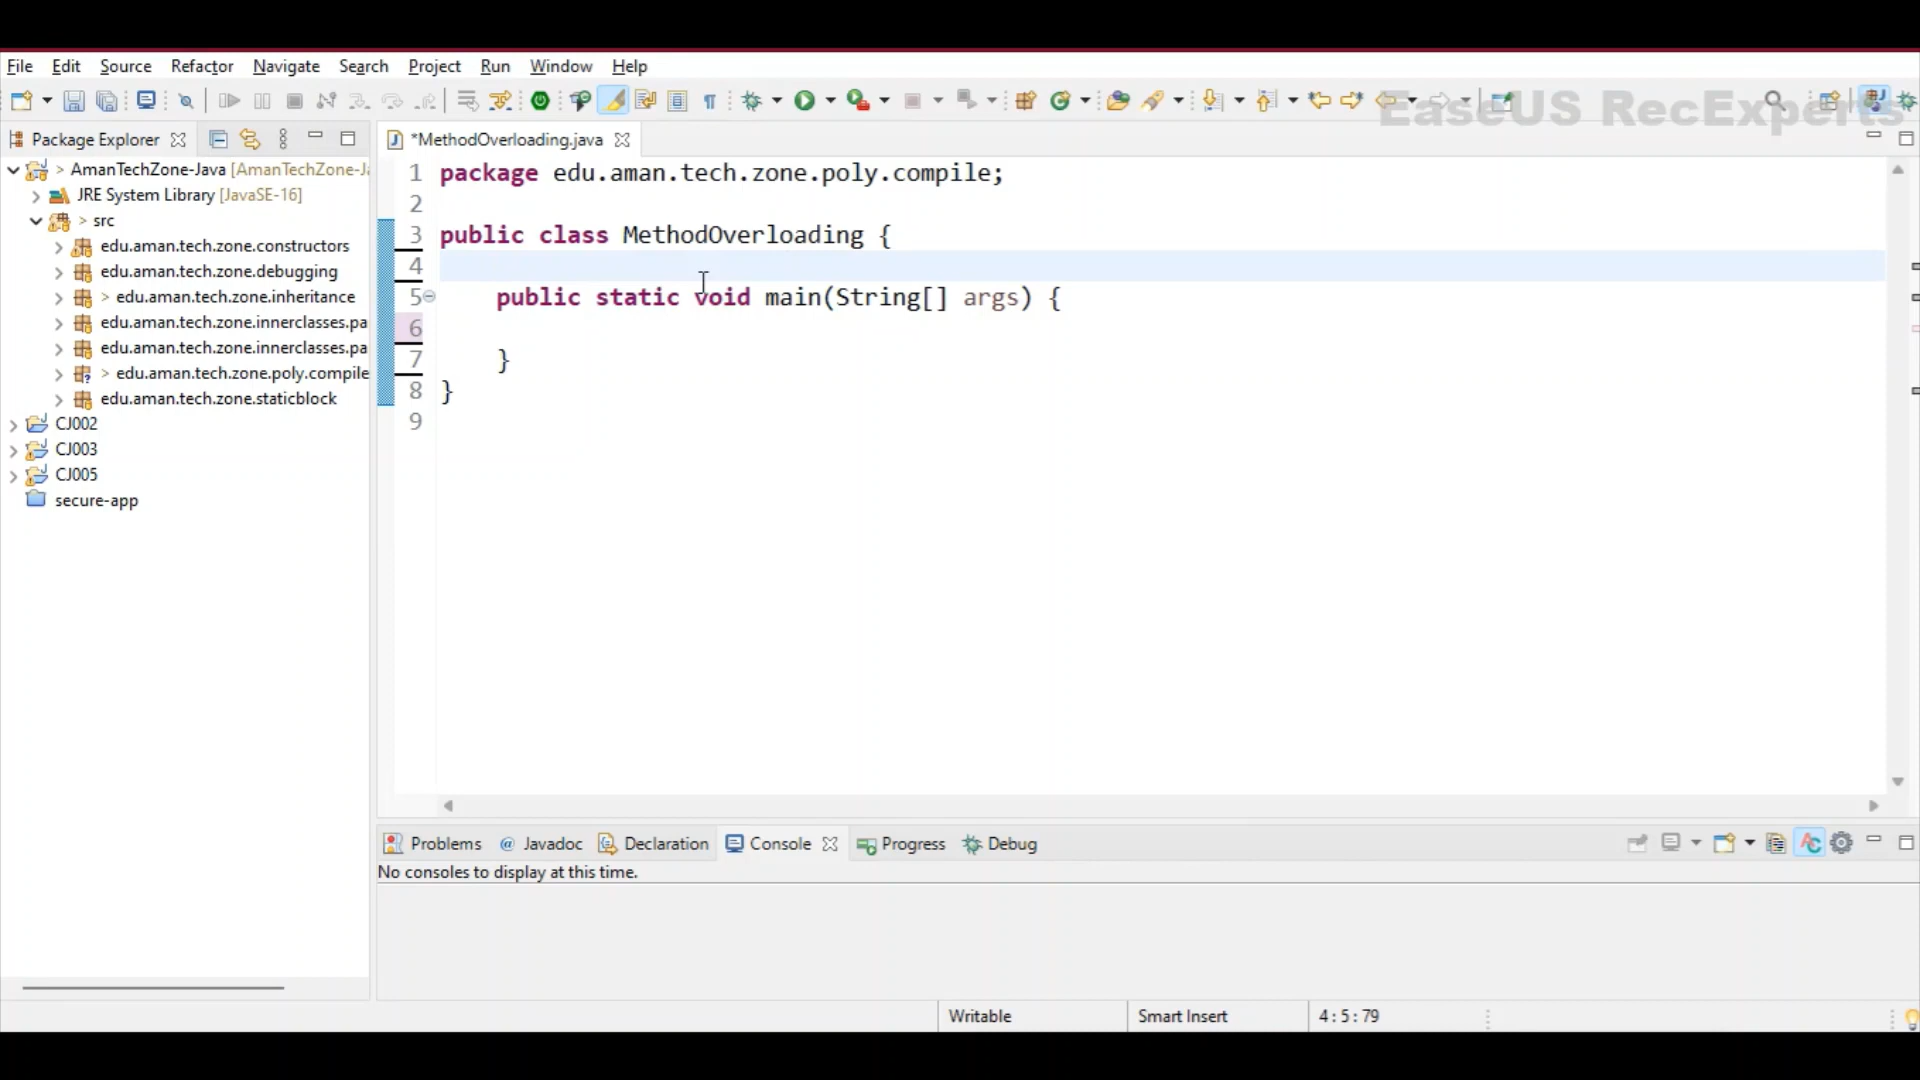 File Edit Source Refactor Navigate Search Project Run Window Help
EaseUS RecExperts
Package Explorer
*MethodOverloading.java
> AmanTechZone-Java [AmanTechZone-Ja
JRE System Library [JavaSE-16]
> src
edu.aman.tech.zone.constructors
edu.aman.tech.zone.debugging
> edu.aman.tech.zone.inheritance
edu.aman.tech.zone.innerclasses.pa
edu.aman.tech.zone.innerclasses.pa
> edu.aman.tech.zone.poly.compile
edu.aman.tech.zone.staticblock
CJ002
CJ003
CJ005
secure-app
1 package edu.aman.tech.zone.poly.compile;
2
3 public class MethodOverloading {
4
5 public static void main(String[] args) {
6
7 }
8 }
9
Problems @ Javadoc Declaration Console Progress Debug
No consoles to display at this time.
Writable Smart Insert 4 : 5 : 79